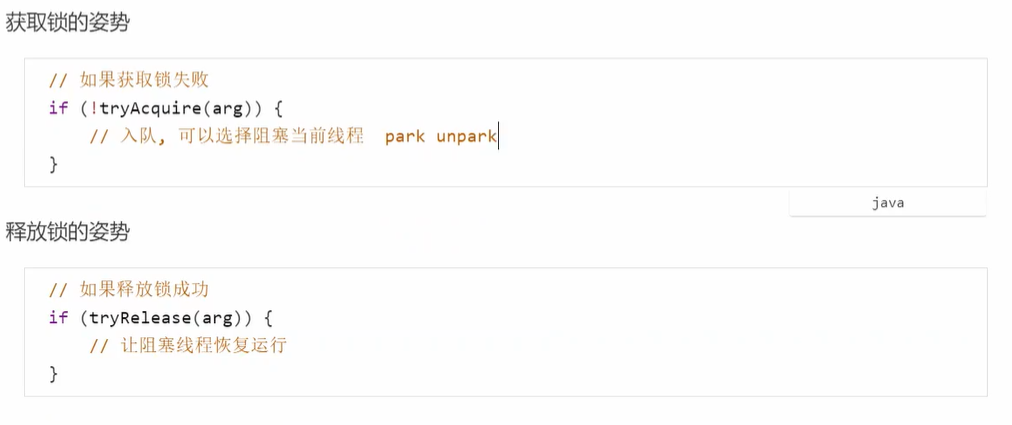 获取锁的姿势
// 如果获取锁失败
if (!tryAcquire(arg)) {
// 入队, 可以选择阻塞当前线程 park unpark
}
java
释放锁的姿势
// 如果释放锁成功
if (tryRelease(arg)) {
// 让阻塞线程恢复运行
}